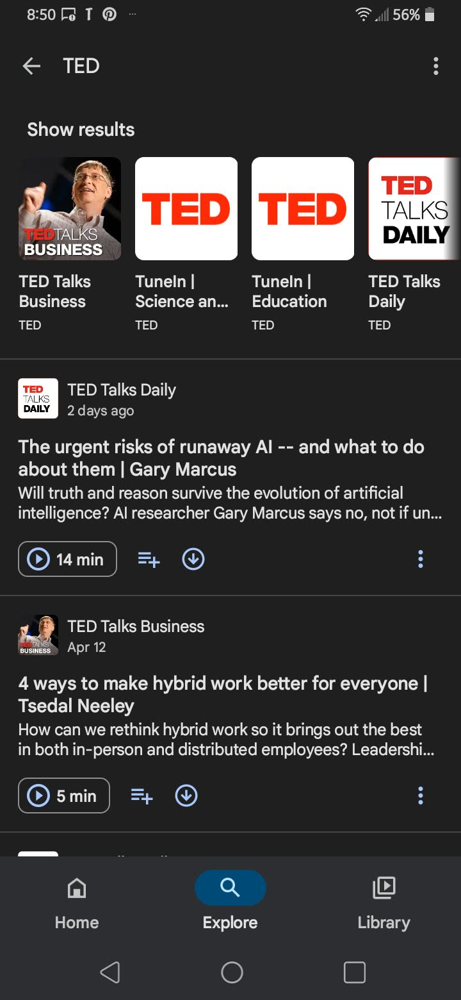 8:50
56%
TED
Show results
TEDTALKS
BUSINESS
TED
TED
TED
TALKS
DAILY
TED Talks
Business
TED
TuneIn |
Science an...
TED
TuneIn |
Education
TED
TED Talks
Daily
TED
TED
TALKS
DAILY
TED Talks Daily
2 days ago
The urgent risks of runaway AI -- and what to do
about them | Gary Marcus
Will truth and reason survive the evolution of artificial
intelligence? AI researcher Gary Marcus says no, not if un...
14 min
TEDTALKS
BUSINESS
TED Talks Business
Apr 12
4 ways to make hybrid work better for everyone |
Tsedal Neeley
How can we rethink hybrid work so it brings out the best
in both in-person and distributed employees? Leadershi...
5 min
Home
Explore
Library